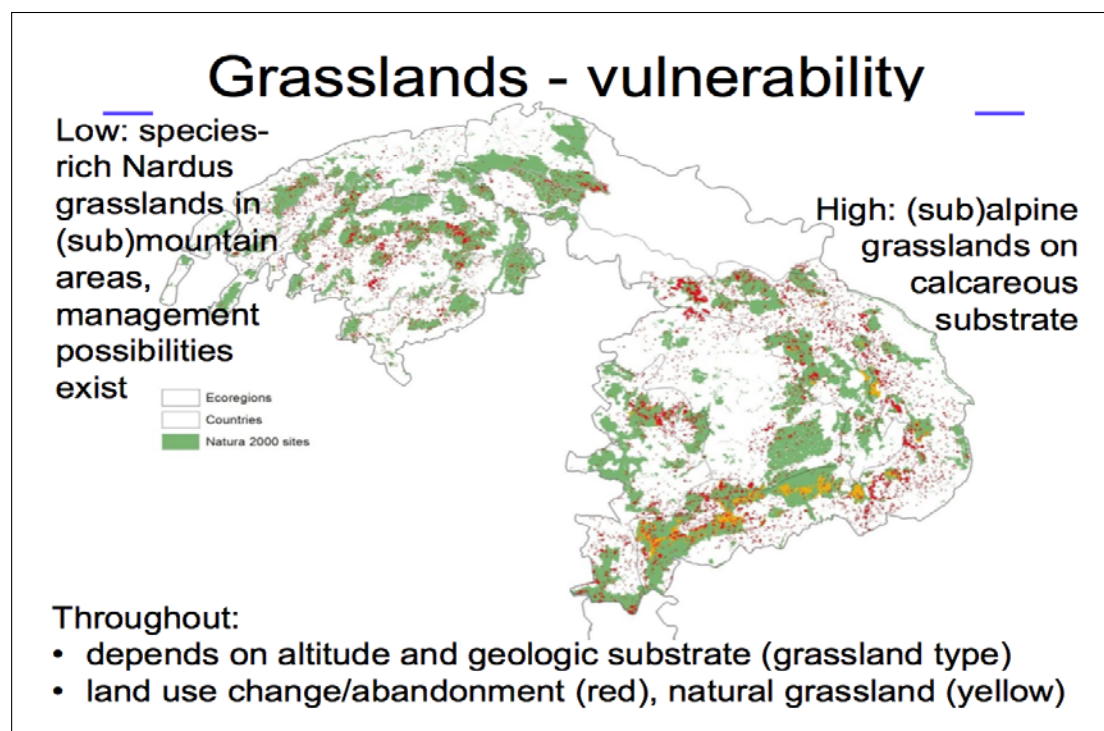 Grasslands - vulnerability
Low: species-
rich Nardus
grasslands in
(sub)mountain
areas,
management
possibilities
exist
High: (sub)alpine
grasslands on
calcareous
substrate
Ecoregions
Countries
Natura 2000 sites
Throughout:
• depends on altitude and geologic substrate (grassland type)
• land use change/abandonment (red), natural grassland (yellow)